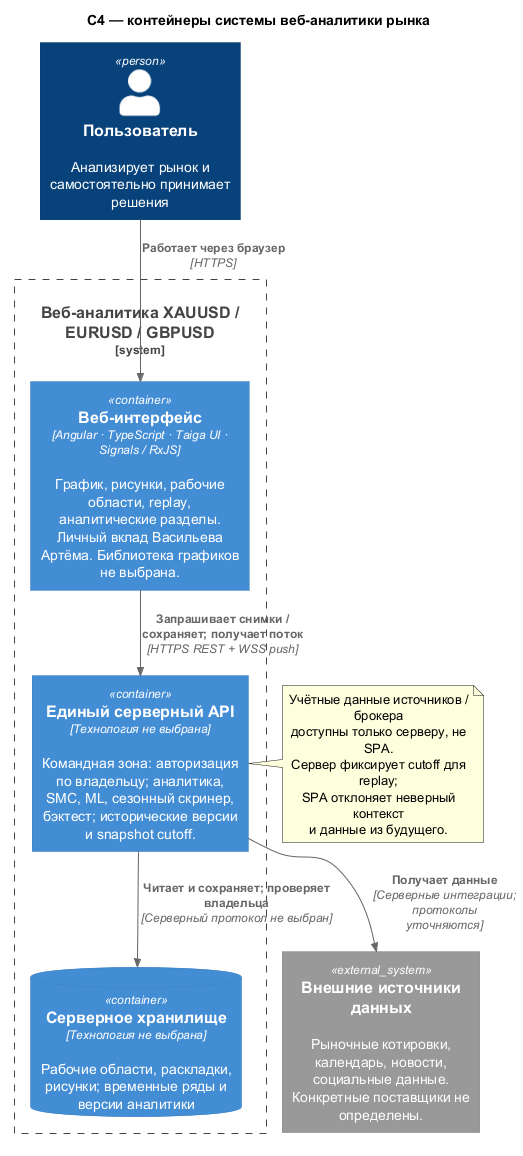 C4 — контейнеры системы веб-аналитики рынка
«person»
Пользователь
Анализирует рынок и
самостоятельно принимает
решения
Работает через браузер
[HTTPS]
Веб-аналитика XAUUSD /
EURUSD / GBPUSD
[system]
«container»
Веб-интерфейс
[Angular · TypeScript · Taiga UI ·
Signals / RxJS]
График, рисунки, рабочие
области, replay,
аналитические разделы.
Личный вклад Васильева
Артёма. Библиотека графиков
не выбрана.
Запрашивает снимки /
сохраняет; получает поток
[HTTPS REST + WSS push]
«container»
Единый серверный API
[Технология не выбрана]
Командная зона: авторизация
по владельцу; аналитика,
SMC, ML, сезонный скринер,
бэктест; исторические версии
и snapshot cutoff.
Учётные данные источников /
брокера
доступны только серверу, не
SPA.
Сервер фиксирует cutoff для
replay;
SPA отклоняет неверный
контекст
и данные из будущего.
Читает и сохраняет; проверяет
владельца
[Серверный протокол не выбран]
Получает данные
[Серверные интеграции;
протоколы
уточняются]
«container»
Серверное хранилище
[Технология не выбрана]
Рабочие области, раскладки,
рисунки; временные ряды и
версии аналитики
«external_system»
Внешние источники
данных
Рыночные котировки,
календарь, новости,
социальные данные.
Конкретные поставщики не
определены.